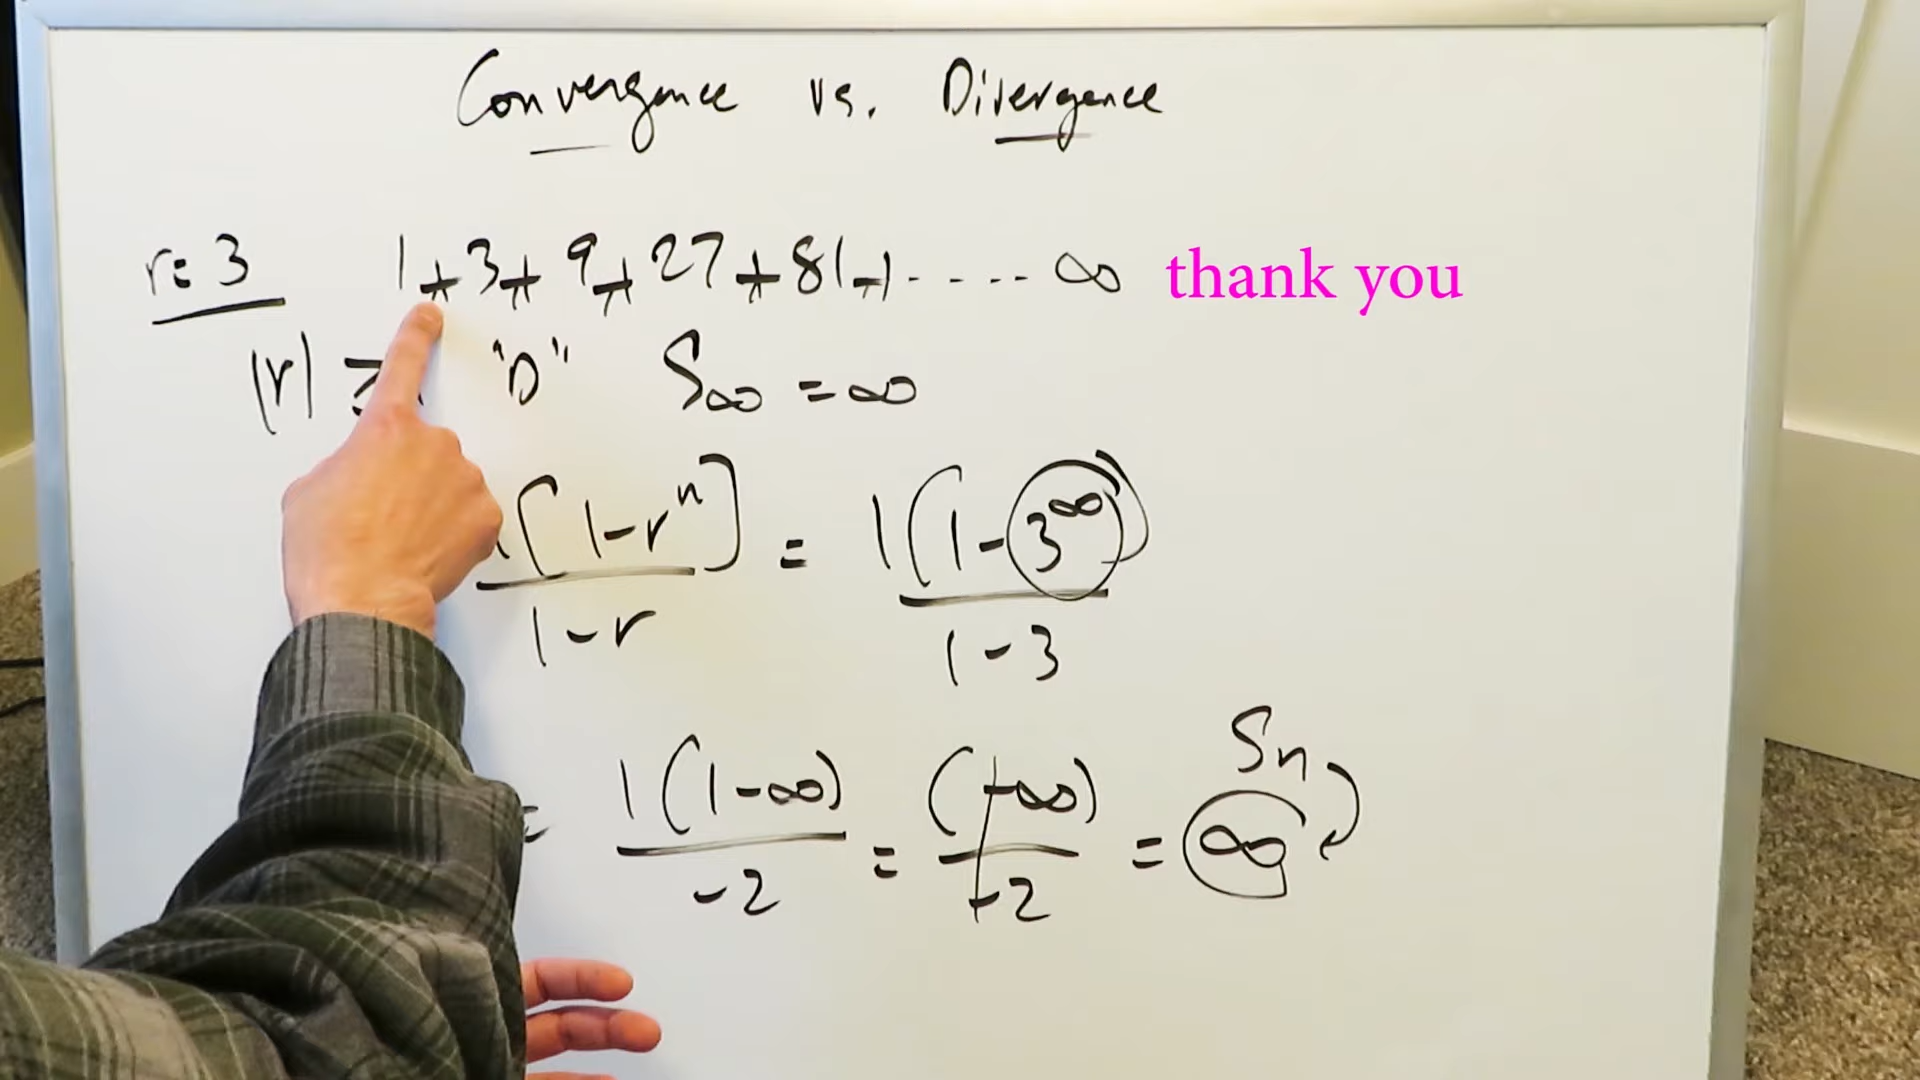 Convergence vs. Divergence
r = 3 1 + 3 + 9 + 27 + 81 + ..... ∞ thank you
|r| ≥ "D" S∞ = ∞
[1-rⁿ] = 1(1-3^∞)
1-r 1-3
Sn
= 1(1-∞) = (-∞) = ∞
-2 -2